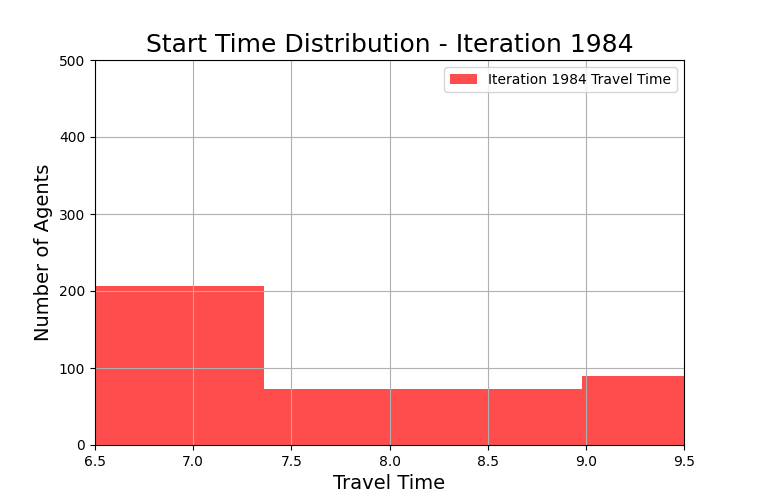 Start Time Distribution - Iteration 1984
Iteration 1984 Travel Time
Number of Agents
500
400
300
200
100
0
6.5 7.0 7.5 8.0 8.5 9.0 9.5
Travel Time